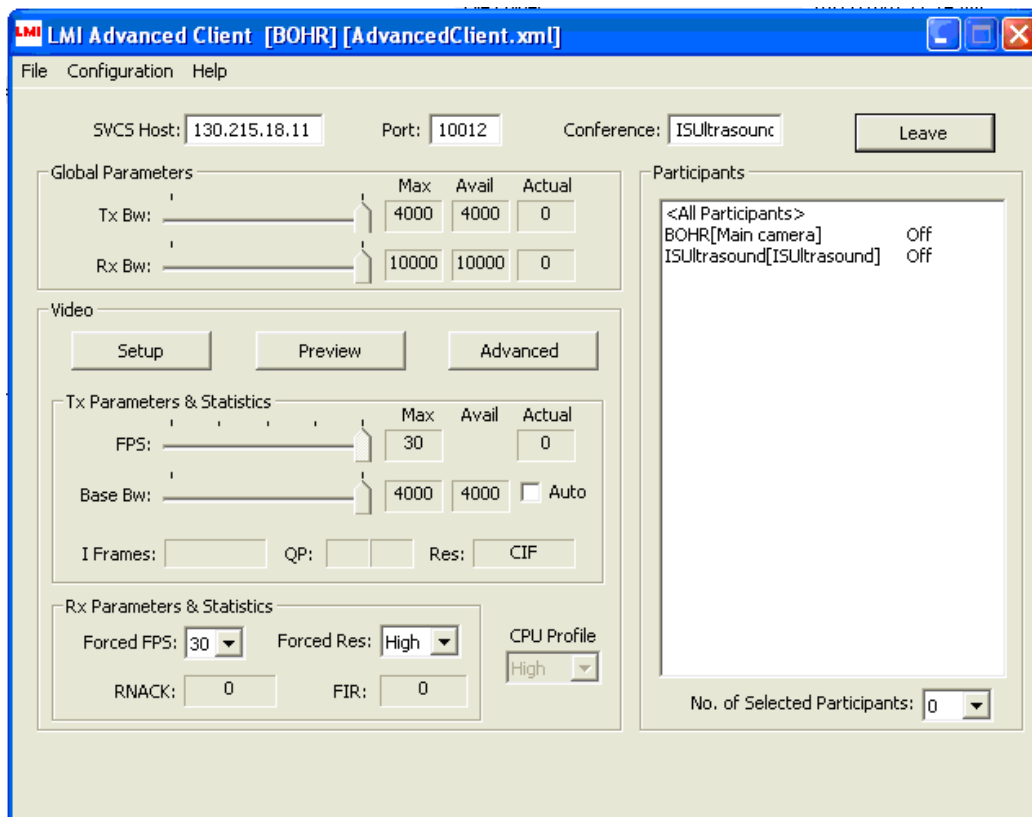 LMI LMI Advanced Client [BOHR] [AdvancedClient.xml]
File Configuration Help
SVCS Host: 130.215.18.11 Port: 10012 Conference: ISUltrasound Leave
Global Parameters
Max Avail Actual
Tx Bw: 4000 4000 0
Rx Bw: 10000 10000 0
Video
Setup Preview Advanced
Tx Parameters & Statistics
Max Avail Actual
FPS: 30 0
Base Bw: 4000 4000 Auto
I Frames: QP: Res: CIF
Rx Parameters & Statistics
Forced FPS: 30 Forced Res: High
RNACK: 0 FIR: 0
CPU Profile
High
Participants
<All Participants>
BOHR[Main camera] Off
ISUltrasound[ISUltrasound] Off
No. of Selected Participants: 0